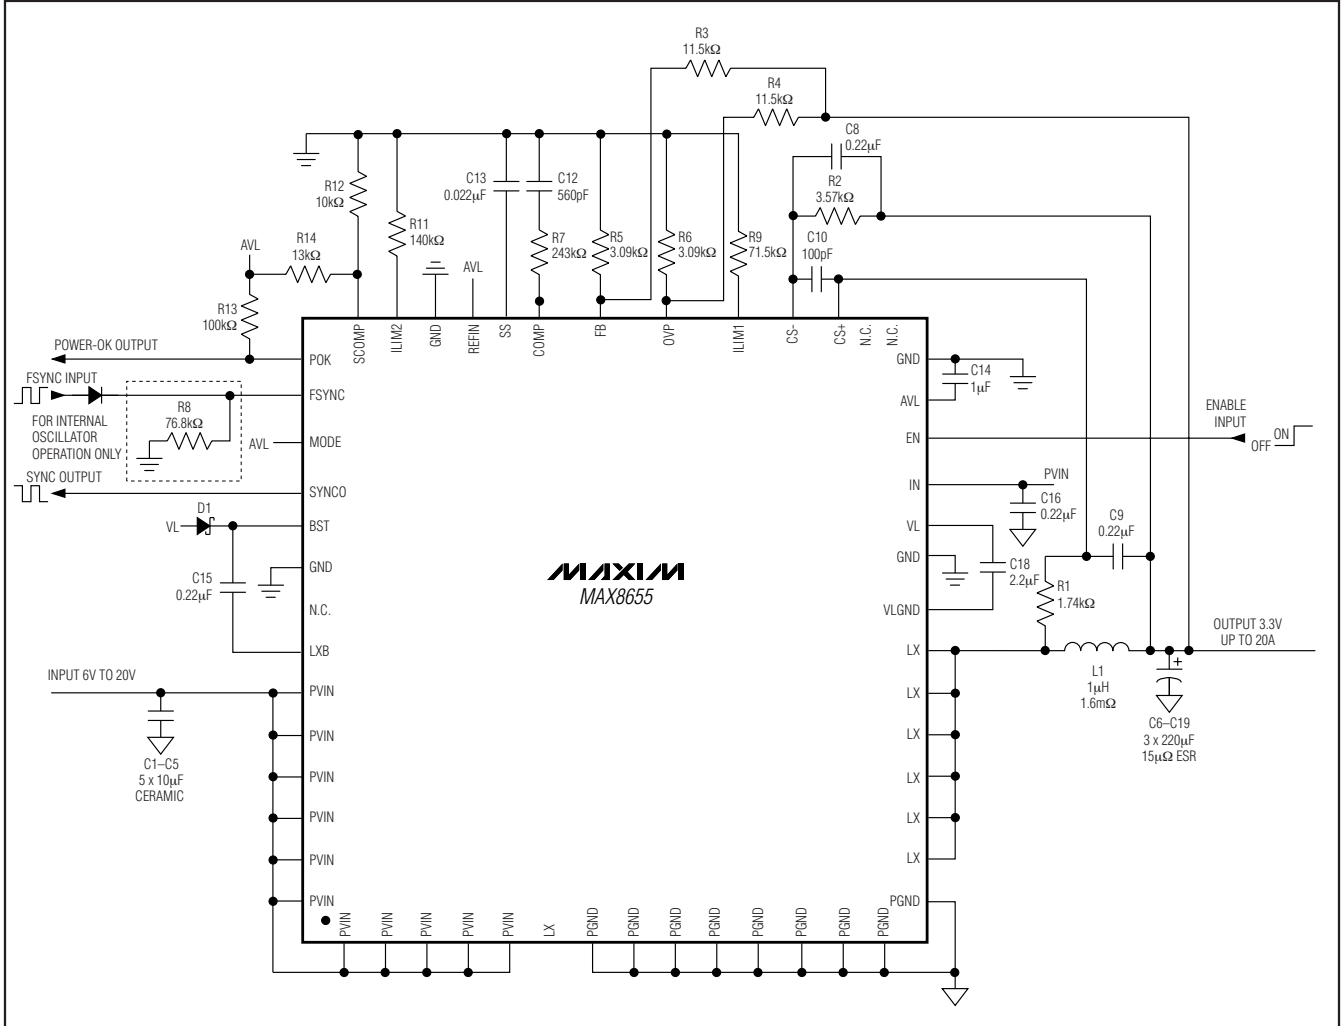 R3
11.5kΩ
R4
11.5kΩ
C8
0.22µF
R2
3.57kΩ
C10
100pF
R12
10kΩ
R11
140kΩ
C13
0.022µF
C12
560pF
R7
243kΩ
R5
3.09kΩ
R6
3.09kΩ
R9
71.5kΩ
AVL
R14
13kΩ
R13
100kΩ
AVL
SCOMP
ILIM2
GND
REFIN
SS
COMP
FB
OVP
ILIM1
CS-
CS+
N.C.
N.C.
POWER-OK OUTPUT
POK
FSYNC INPUT
FSYNC
FOR INTERNAL
OSCILLATOR
OPERATION ONLY
R8
76.8kΩ
AVL
MODE
SYNC OUTPUT
SYNCO
VL
D1
BST
C15
0.22µF
GND
N.C.
LXB
INPUT 6V TO 20V
PVIN
PVIN
PVIN
PVIN
PVIN
PVIN
C1–C5
5 x 10µF
CERAMIC
MAXIM
MAX8655
GND
C14
1µF
AVL
ENABLE
INPUT
EN
OFF
ON
IN
PVIN
C16
0.22µF
VL
C9
0.22µF
GND
C18
2.2µF
R1
1.74kΩ
VLGND
OUTPUT 3.3V
UP TO 20A
LX
LX
LX
LX
LX
LX
L1
1µH
1.6mΩ
+
C6–C19
3 x 220µF
15µΩ ESR
PGND
PVIN
PVIN
PVIN
PVIN
PVIN
LX
PGND
PGND
PGND
PGND
PGND
PGND
PGND
PGND